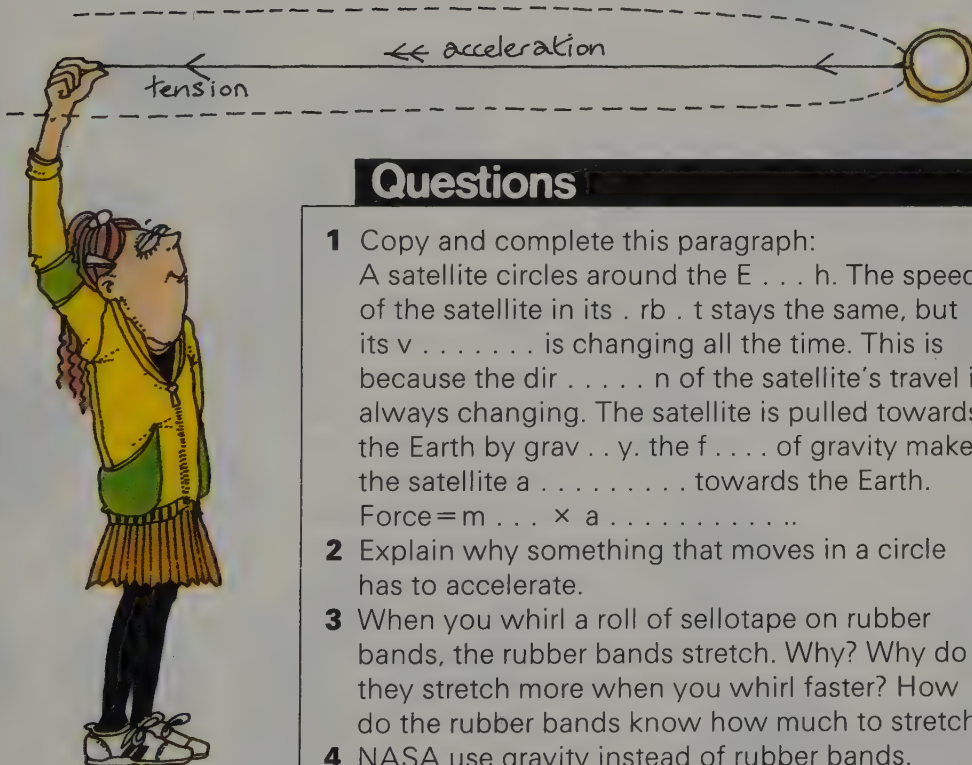 << acceleration
tension
Questions
1 Copy and complete this paragraph:
A satellite circles around the E . . . h. The speed
of the satellite in its . rb . t stays the same, but
its v . . . . . . . is changing all the time. This is
because the dir . . . . . n of the satellite's travel i
always changing. The satellite is pulled towards
the Earth by grav . . y. the f . . . . of gravity make
the satellite a . . . . . . . . . towards the Earth.
Force = m . . . × a . . . . . . . . . . . ..
2 Explain why something that moves in a circle
has to accelerate.
3 When you whirl a roll of sellotape on rubber
bands, the rubber bands stretch. Why? Why do
they stretch more when you whirl faster? How
do the rubber bands know how much to stretch
4 NASA use gravity instead of rubber bands.